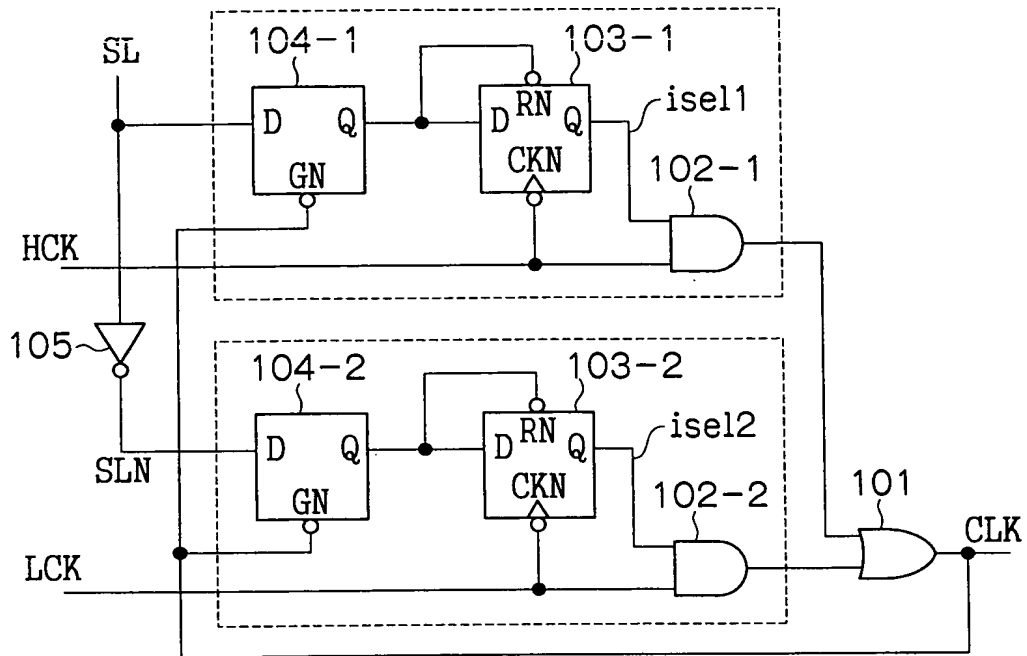 104-1
103-1
SL
D Q
D RN Q
isel1
GN
CKN
102-1
HCK
105
104-2
103-2
D Q
D RN Q
isel2
SLN
GN
CKN
102-2
101
CLK
LCK